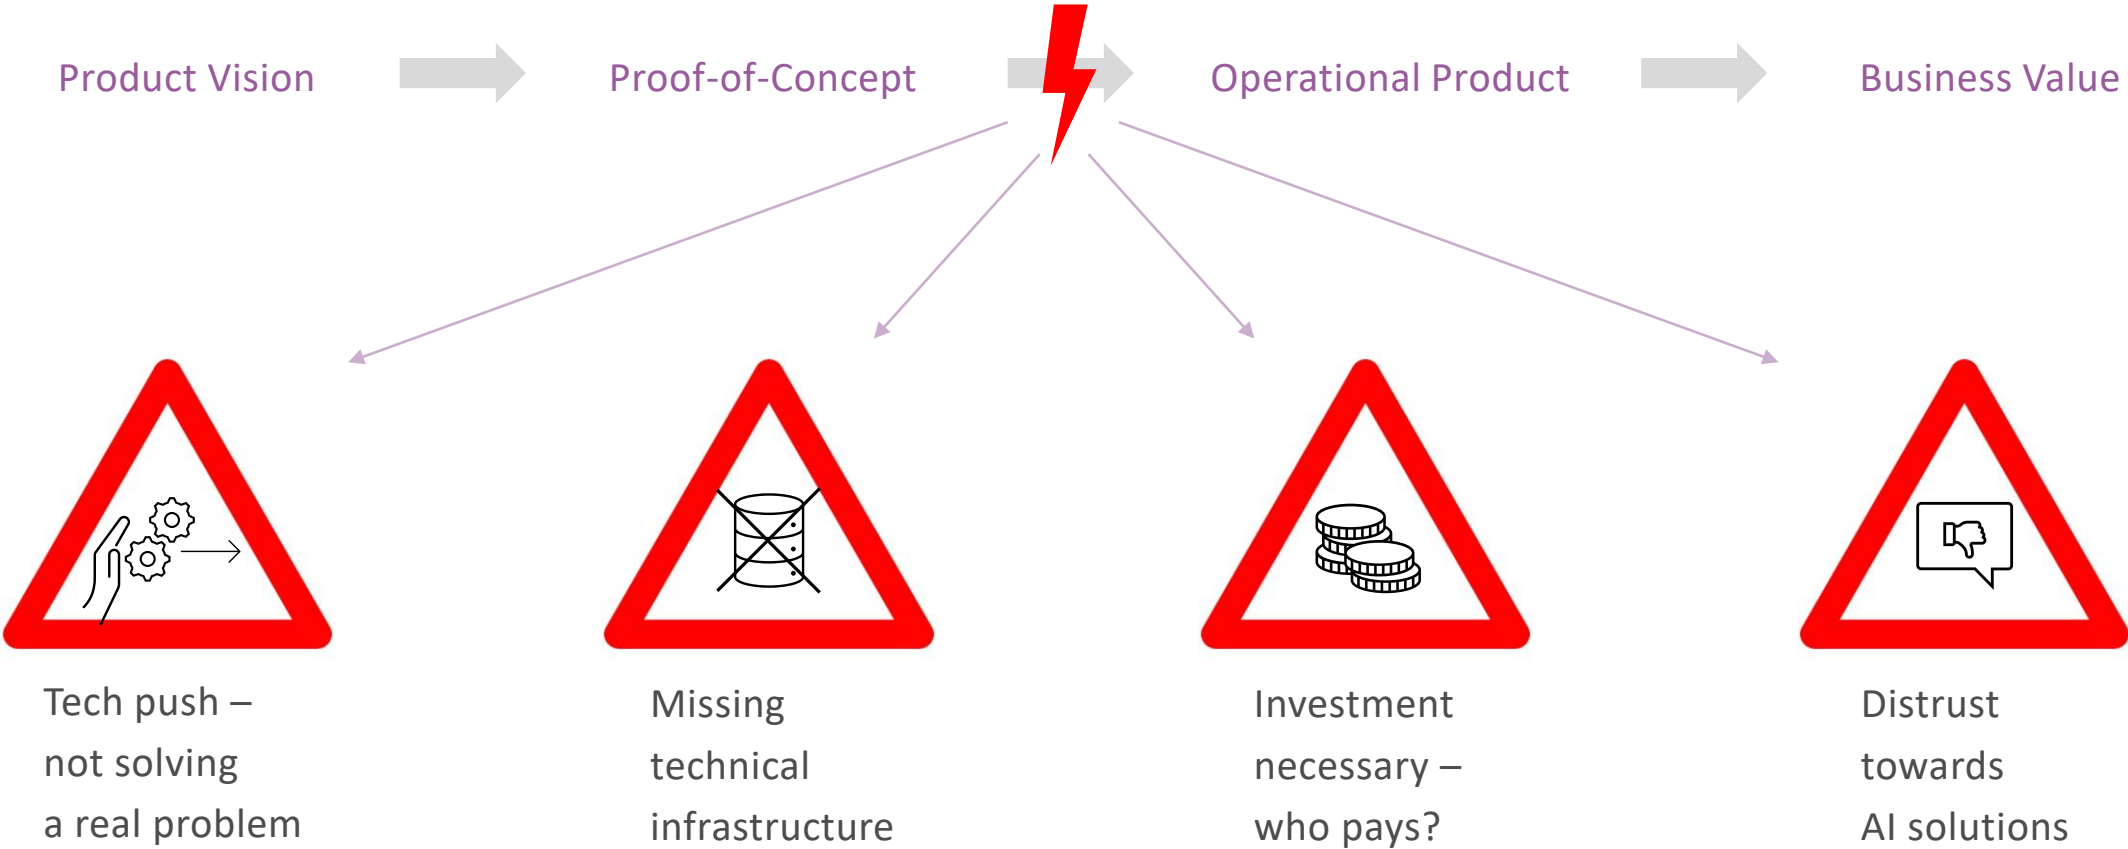 Product Vision
Proof-of-Concept
Operational Product
Business Value
Tech push –
not solving
a real problem
Missing
technical
infrastructure
Investment
necessary –
who pays?
Distrust
towards
AI solutions